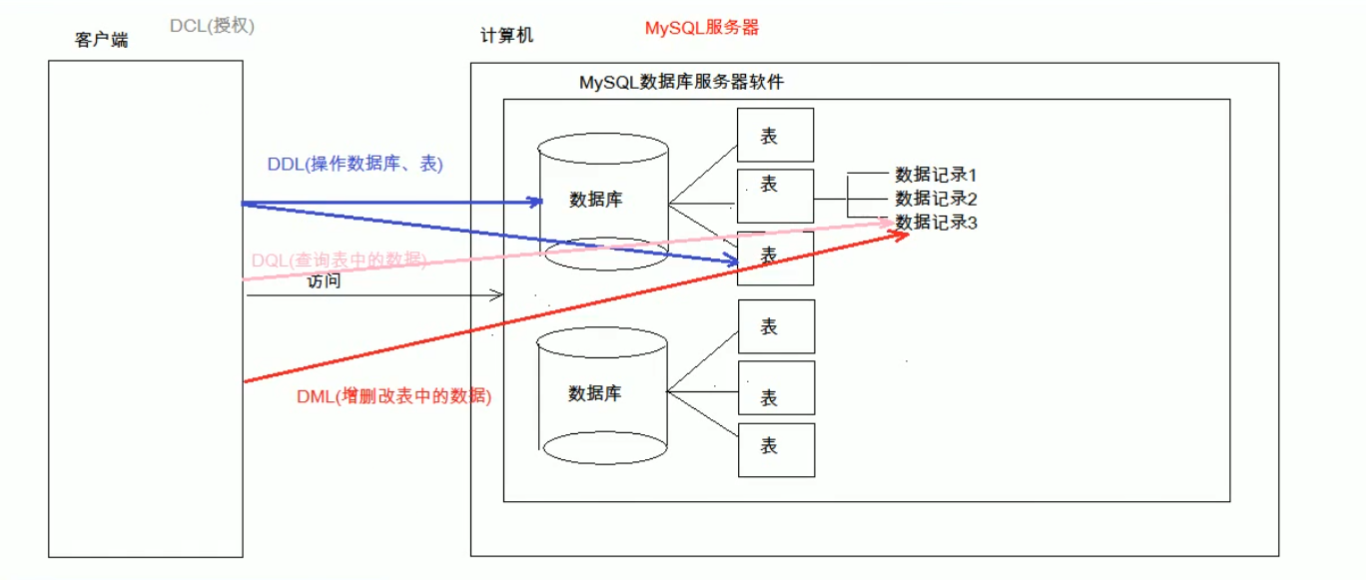 DCL(授权)
客户端
计算机
MySQL服务器
MySQL数据库服务器软件
表
DDL(操作数据库、表)
数据库
表
数据记录1
数据记录2
数据记录3
表
DQL(查询表中的数据)
访问
表
数据库
表
DML(增删改表中的数据)
表